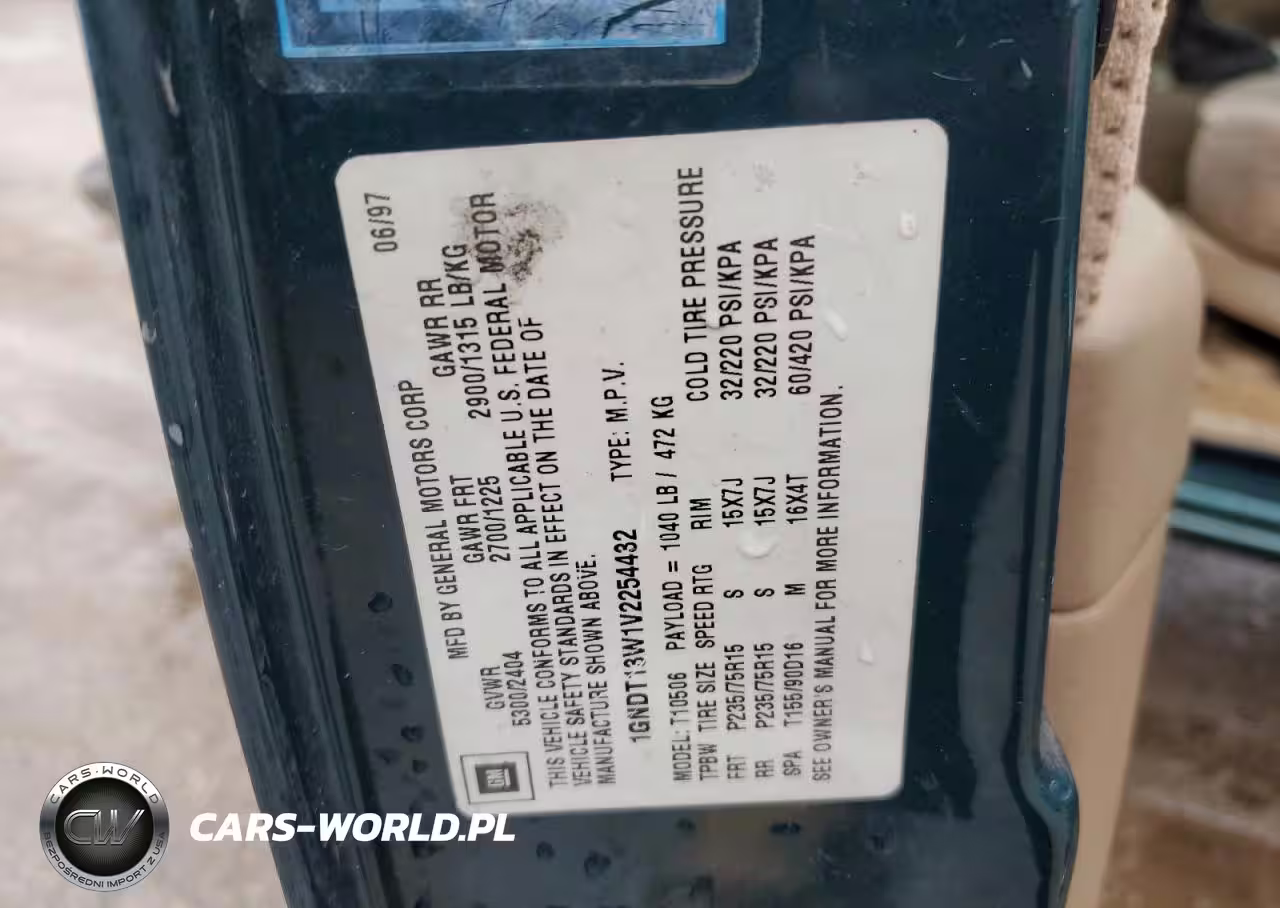 MFD BY GENERAL MOTORS CORP 06/97
GVWR GAWR FRT GAWR RR
5300/2404 2700/1225 2900/1315 LB/KG
THIS VEHICLE CONFORMS TO ALL APPLICABLE U.S. FEDERAL MOTOR
VEHICLE SAFETY STANDARDS IN EFFECT ON THE DATE OF
MANUFACTURE SHOWN ABOVE.
1GNDT13W1V2254432 TYPE: M.P.V.
MODEL: T10506 PAYLOAD = 1040 LB / 472 KG
TPBW TIRE SIZE SPEED RTG RIM COLD TIRE PRESSURE
FRT P235/75R15 S 15X7J 32/220 PSI/KPA
RR P235/75R15 S 15X7J 32/220 PSI/KPA
SPA T155/90D16 M 16X4T 60/420 PSI/KPA
SEE OWNER'S MANUAL FOR MORE INFORMATION.
GM
CARS-WORLD
CW
BEZPOŚREDNI IMPORT Z USA
CARS-WORLD.PL